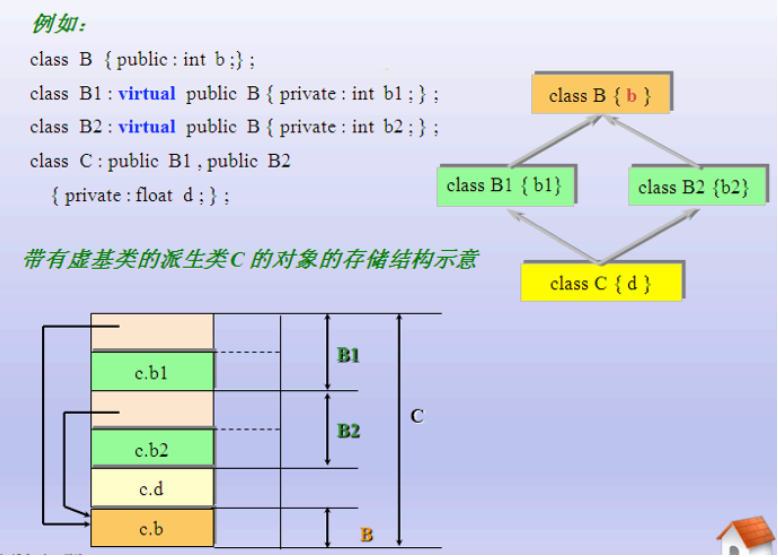 例如：
class B { public : int b ;} ;
class B1 : virtual public B { private : int b1 ; } ;
class B2 : virtual public B { private : int b2 ; } ;
class C : public B1 , public B2
{ private : float d ; } ;
class B { b }
class B1 { b1}
class B2 {b2}
class C { d }
带有虚基类的派生类C 的对象的存储结构示意
B1
c.b1
C
B2
c.b2
c.d
c.b
B